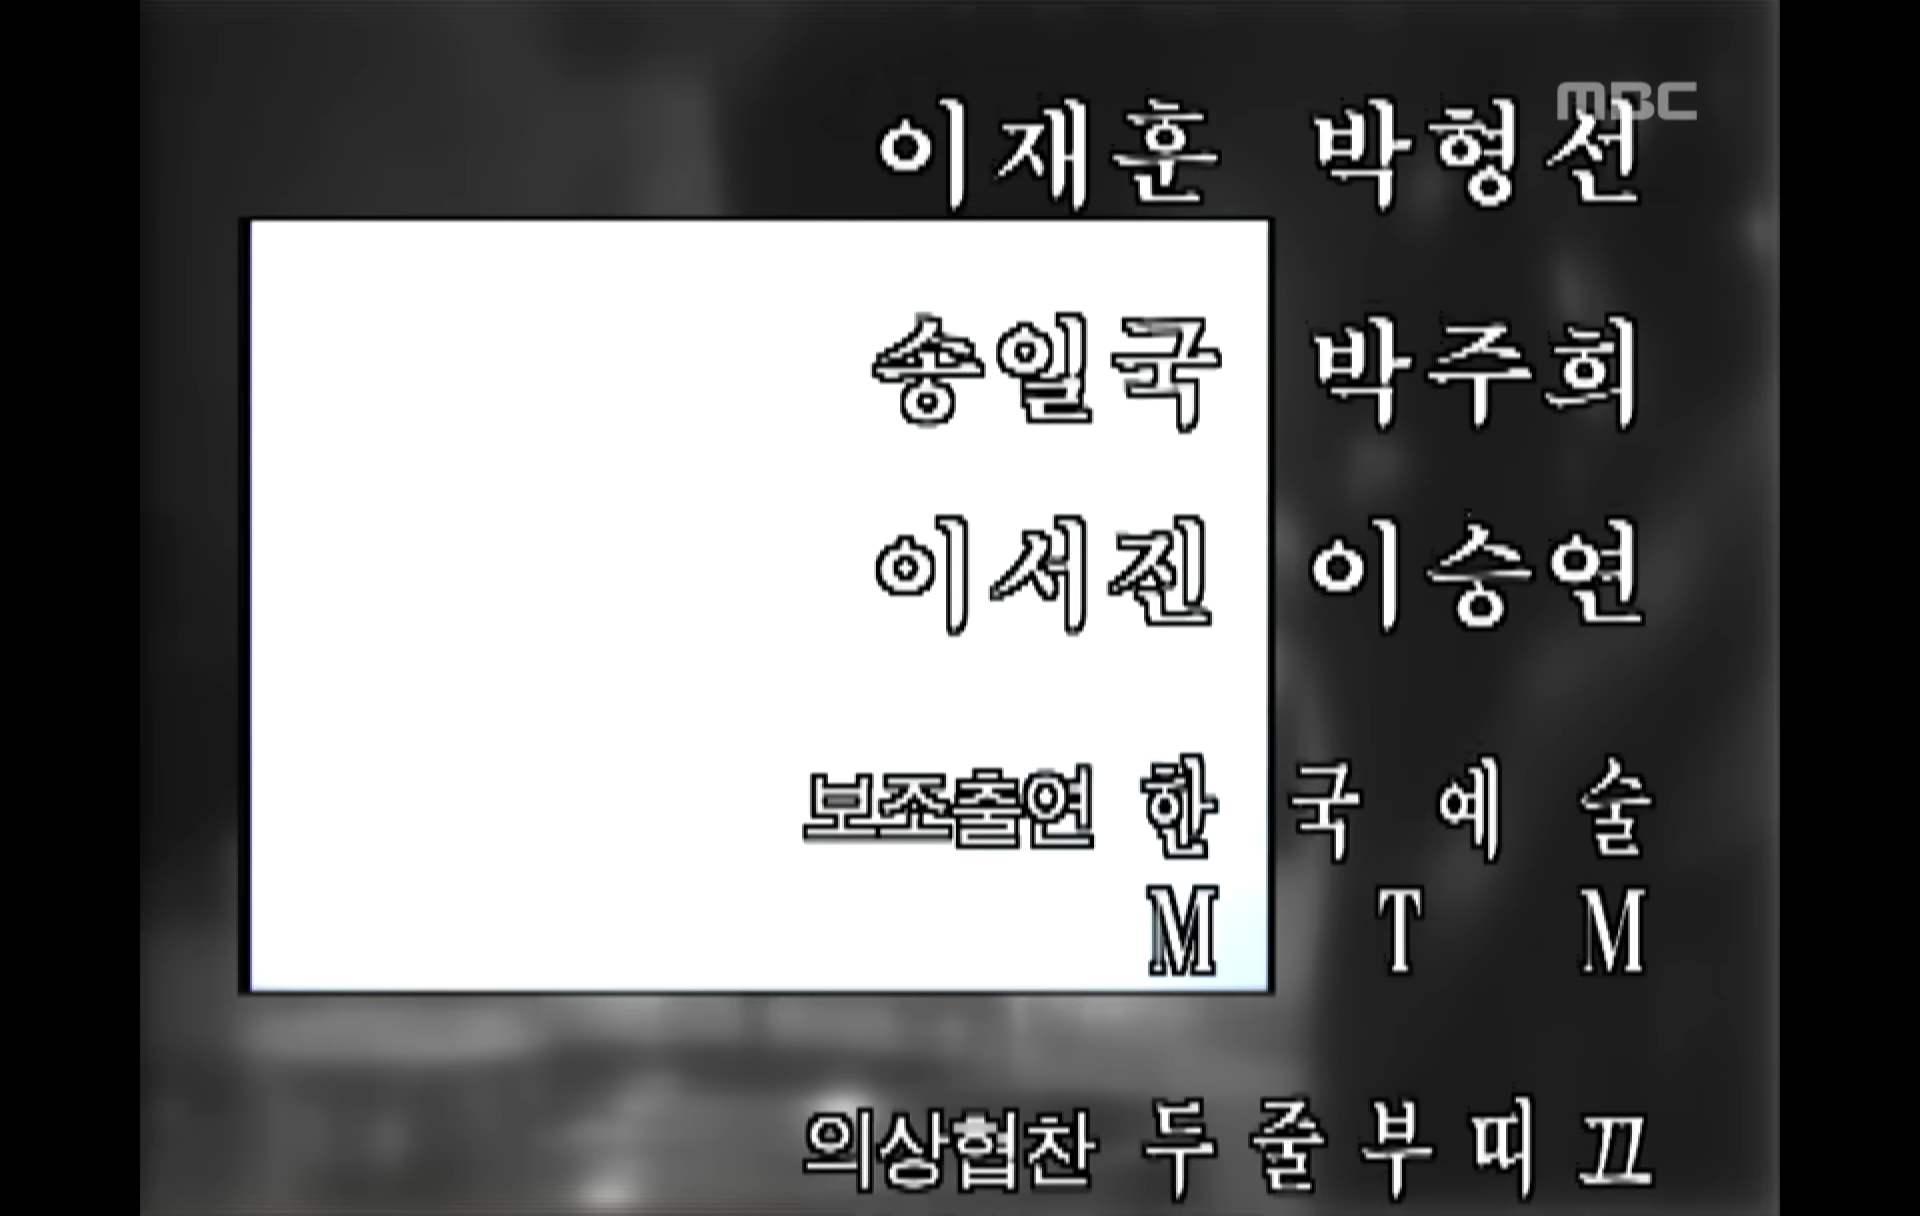 MBC
이재훈 박형선
송일국 박주희
이서진 이승연
보조출연 한국예술
M T M
의상협찬 두줄부띠끄